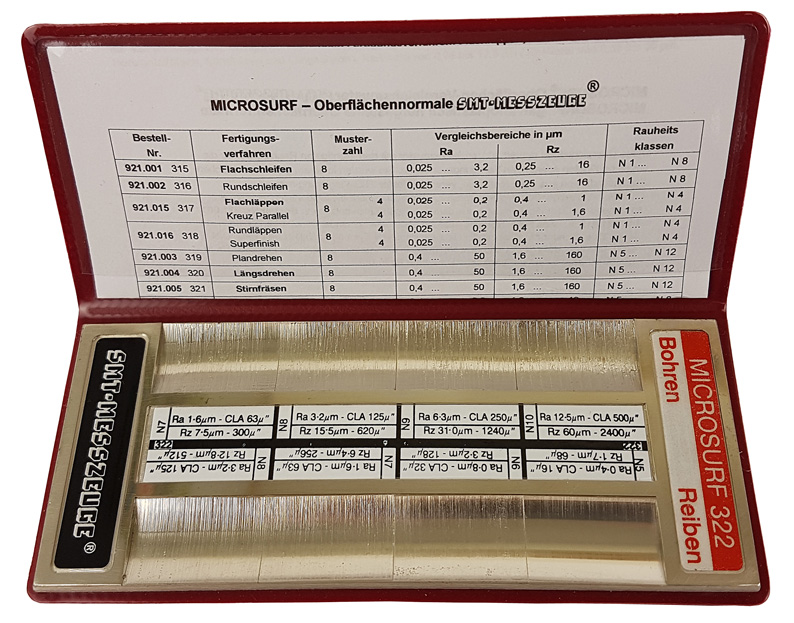 MICROSURF – Oberflächennormale SMT-MESSZEUGE®
Bestell-Nr. Fertigungs-verfahren Muster-zahl Vergleichsbereiche in µm Ra Rz Rauheits klassen
921.001 315 Flachschleifen 8 0,025 ... 3,2 0,25 ... 16 N 1 ... N 8
921.002 316 Rundschleifen 8 0,025 ... 3,2 0,25 ... 16 N 1 ... N 8
921.015 317 Flachläppen 8 4 0,025 ... 0,2 0,4 ... 1 N 1 ... N 4
Kreuz Parallel 4 0,025 ... 0,2 0,4 ... 1,6 N 1 ... N 4
921.016 318 Rundläppen 8 4 0,025 ... 0,2 0,4 ... 1 N 1 ... N 4
Superfinish 4 0,025 ... 0,2 0,4 ... 1,6 N 1 ... N 4
921.003 319 Plandrehen 8 0,4 ... 50 1,6 ... 160 N 5 ... N 12
921.004 320 Längsdrehen 8 0,4 ... 50 1,6 ... 160 N 5 ... N 12
921.005 321 Stirnfräsen 8 0,4 ... 50 1,6 ... 160 N 5 ... N 12
SMT-MESSZEUGE®
N7 Ra 1·6µm - CLA 63µ" N8 Ra 3·2µm - CLA 125µ" N9 Ra 6·3µm - CLA 250µ" N10 Ra 12·5µm - CLA 500µ"
Rz 7·5µm - 300µ" Rz 15·5µm - 620µ" Rz 31·0µm - 1240µ" Rz 60µm - 2400µ"
322 322
Rz 12·8µm - 512µ" Rz 6·4µm - 256µ" Rz 3·2µm - 128µ" Rz 1·7µm - 68µ"
Ra 3·2µm - CLA 125µ" N8 Ra 1·6µm - CLA 63µ" N7 Ra 0·8µm - CLA 32µ" N6 Ra 0·4µm - CLA 16µ" N5
MICROSURF 322
Bohren Reiben